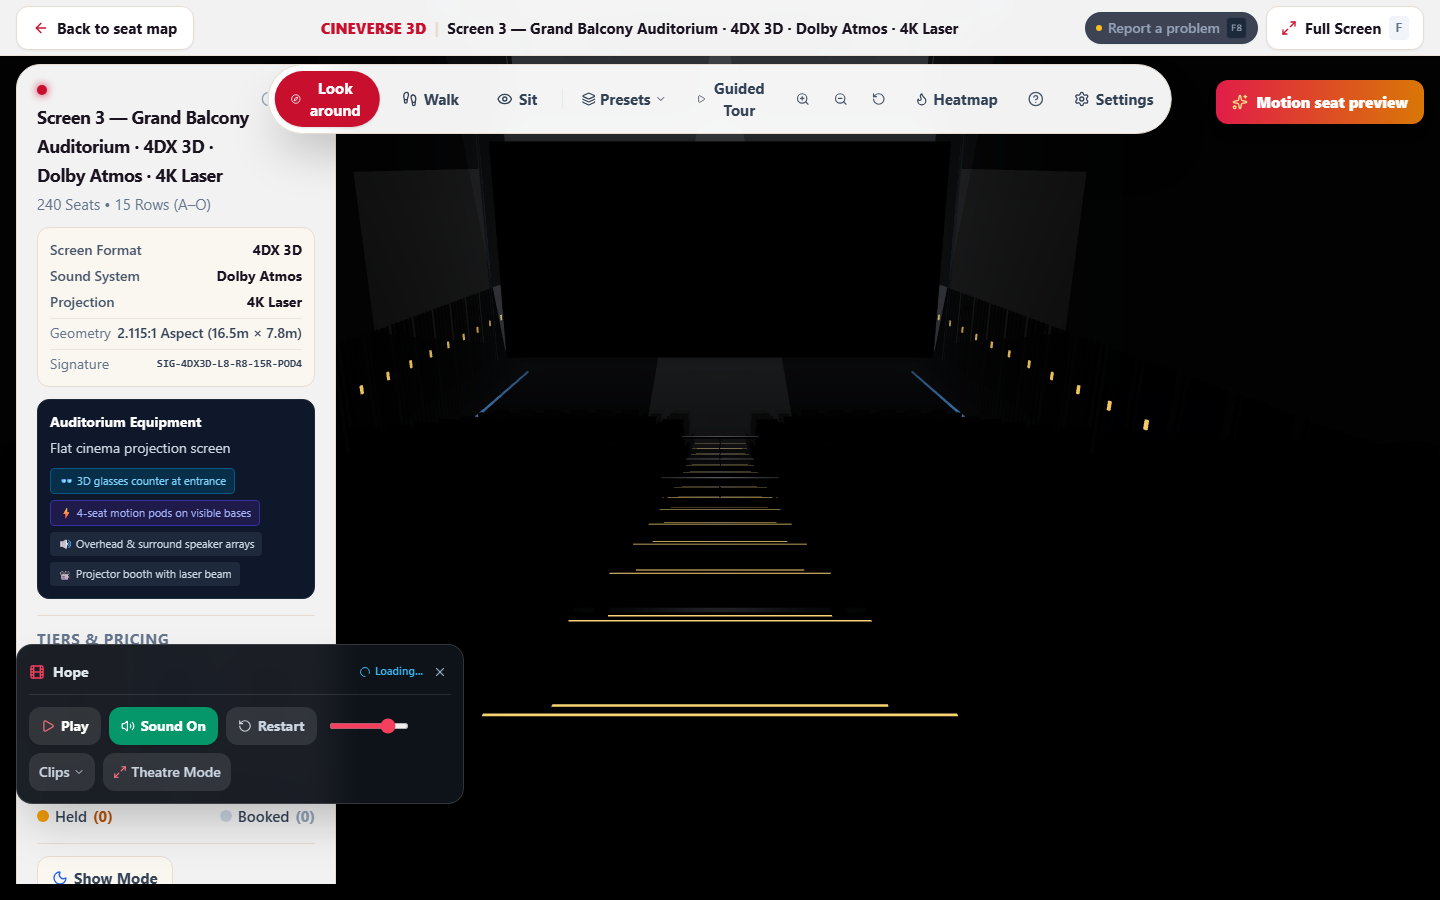 Back to seat map
CINEVERSE 3D | Screen 3 — Grand Balcony Auditorium · 4DX 3D · Dolby Atmos · 4K Laser
Report a problem F8
Full Screen F
Look around
Walk
Sit
Presets
Guided Tour
Heatmap
Settings
Motion seat preview
Screen 3 — Grand Balcony
Auditorium · 4DX 3D ·
Dolby Atmos · 4K Laser
240 Seats • 15 Rows (A–O)
Screen Format 4DX 3D
Sound System Dolby Atmos
Projection 4K Laser
Geometry 2.115:1 Aspect (16.5m × 7.8m)
Signature SIG-4DX3D-L8-R8-15R-POD4
Auditorium Equipment
Flat cinema projection screen
3D glasses counter at entrance
4-seat motion pods on visible bases
Overhead & surround speaker arrays
Projector booth with laser beam
TIERS & PRICING
Hope Loading...
Play Sound On Restart
Clips Theatre Mode
Held (0) Booked (0)
Show Mode